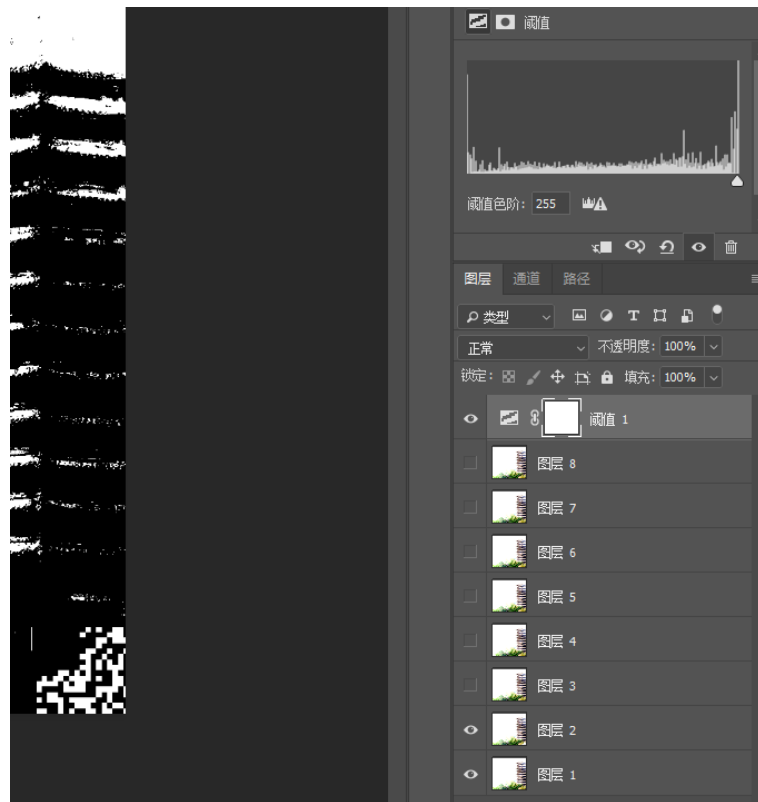 阈值
阈值色阶: 255
图层 通道 路径
类型 T
正常 不透明度: 100%
锁定: 填充: 100%
阈值 1
图层 8
图层 7
图层 6
图层 5
图层 4
图层 3
图层 2
图层 1